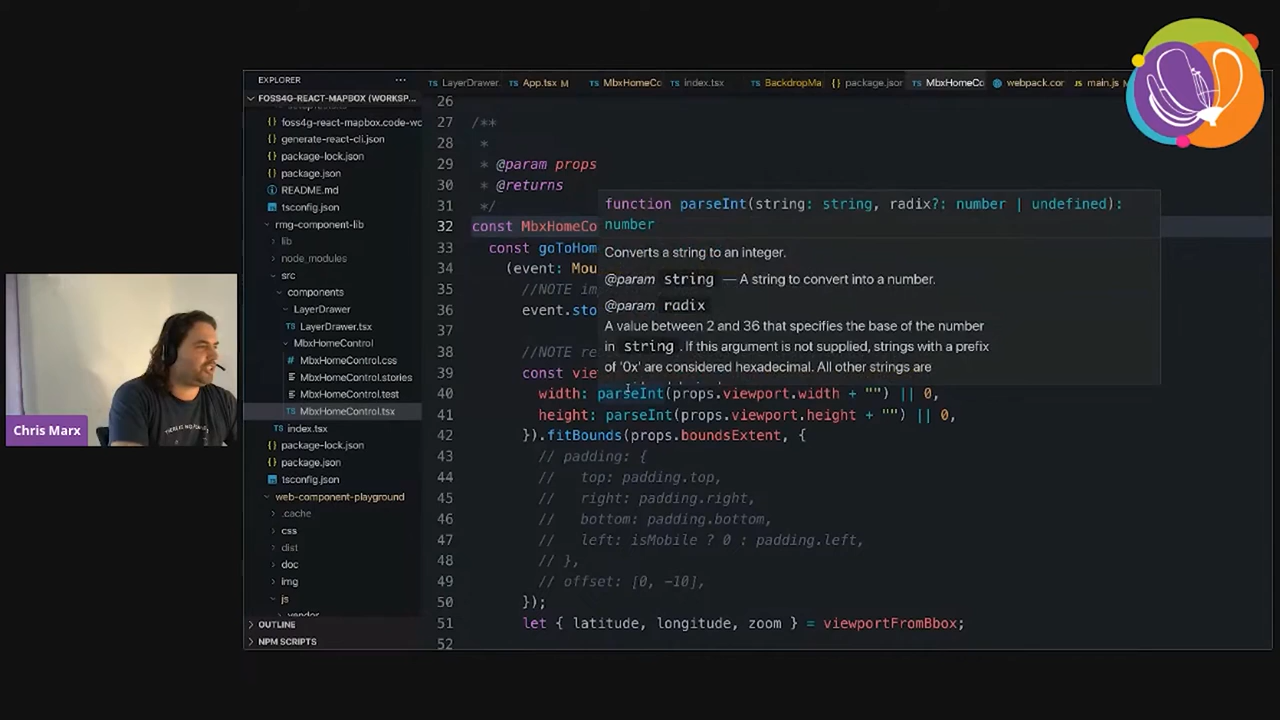 EXPLORER
...
FOSS4G-REACT-MAPBOX (WORKSP...
foss4g-react-mapbox.code-wc
generate-react-cli.json
package-lock.json
package.json
README.md
tsconfig.json
rmg-component-lib
lib
node_modules
src
components
LayerDrawer
LayerDrawer.tsx
MbxHomeControl
MbxHomeControl.css
MbxHomeControl.stories
MbxHomeControl.test
MbxHomeControl.tsx
index.tsx
package-lock.json
package.json
tsconfig.json
web-component-playground
.cache
css
dist
doc
img
js
OUTLINE
NPM SCRIPTS
TS LayerDrawer.
TS App.tsx M
TS MbxHomeCo
TS index.tsx
TS BackdropMa
{} package.jsor
TS MbxHomeCo
webpack.cor
JS main.js
26
27 /**
28 *
29 * @param props
30 * @returns
31 */
32 const MbxHomeCo
33 const goToHom
34 (event: Mou
35 //NOTE im
36 event.sto
37
38 //NOTE re
39 const view
40 width: parseInt(props.viewport.width + "") || 0,
41 height: parseInt(props.viewport.height + "") || 0,
42 }).fitBounds(props.boundsExtent, {
43 // padding: {
44 // top: padding.top,
45 // right: padding.right,
46 // bottom: padding.bottom,
47 // left: isMobile ? 0 : padding.left,
48 // },
49 // offset: [0, -10],
50 });
51 let { latitude, longitude, zoom } = viewportFromBbox;
52
function parseInt(string: string, radix?: number | undefined):
number
Converts a string to an integer.
@param string — A string to convert into a number.
@param radix
A value between 2 and 36 that specifies the base of the number
in string . If this argument is not supplied, strings with a prefix
of '0x' are considered hexadecimal. All other strings are
Chris Marx